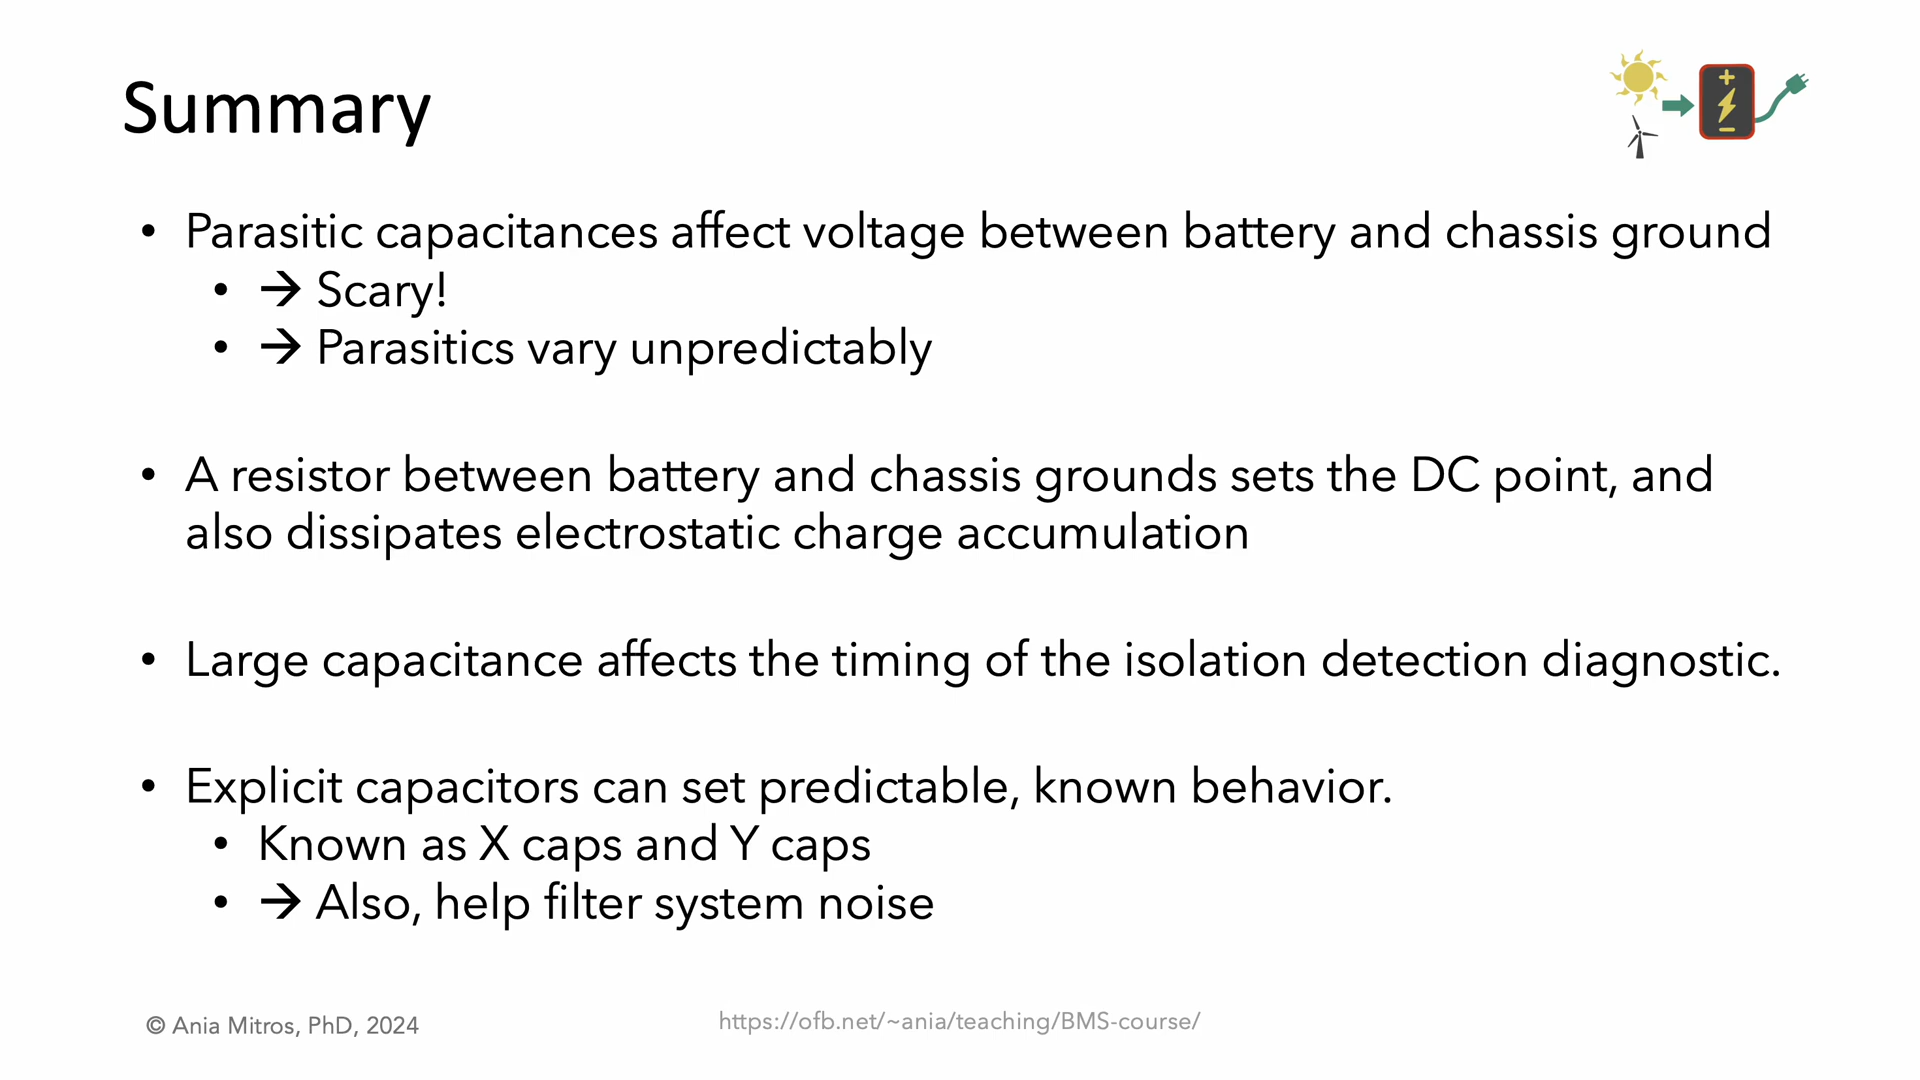 Summary
• Parasitic capacitances affect voltage between battery and chassis ground
• → Scary!
• → Parasitics vary unpredictably
• A resistor between battery and chassis grounds sets the DC point, and
also dissipates electrostatic charge accumulation
• Large capacitance affects the timing of the isolation detection diagnostic.
• Explicit capacitors can set predictable, known behavior.
• Known as X caps and Y caps
• → Also, help filter system noise
© Ania Mitros, PhD, 2024
https://ofb.net/~ania/teaching/BMS-course/